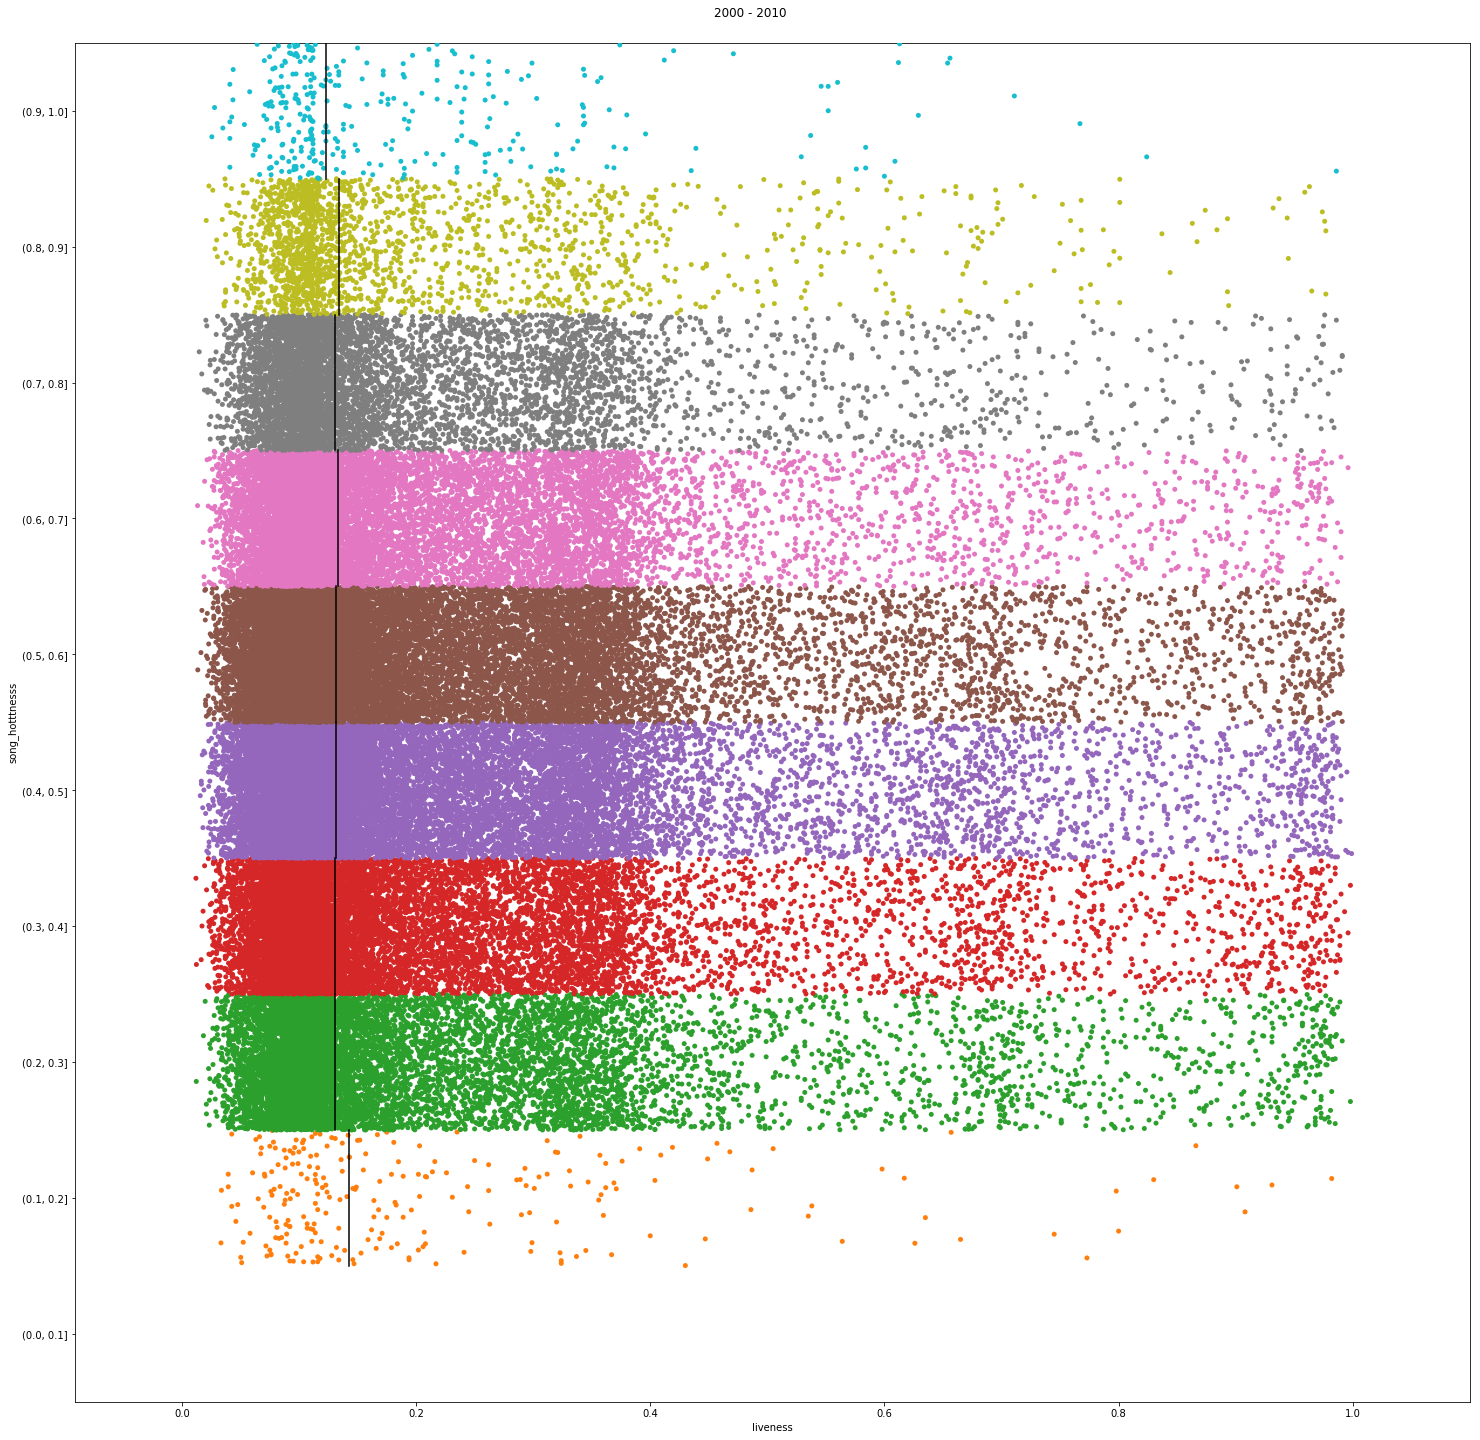 2000 - 2010
(0.9, 1.0]
(0.8, 0.9]
(0.7, 0.8]
(0.6, 0.7]
(0.5, 0.6]
song_hotttnesss
(0.4, 0.5]
(0.3, 0.4]
(0.2, 0.3]
(0.1, 0.2]
(0.0, 0.1]
0.0 0.2 0.4 0.6 0.8 1.0
liveness